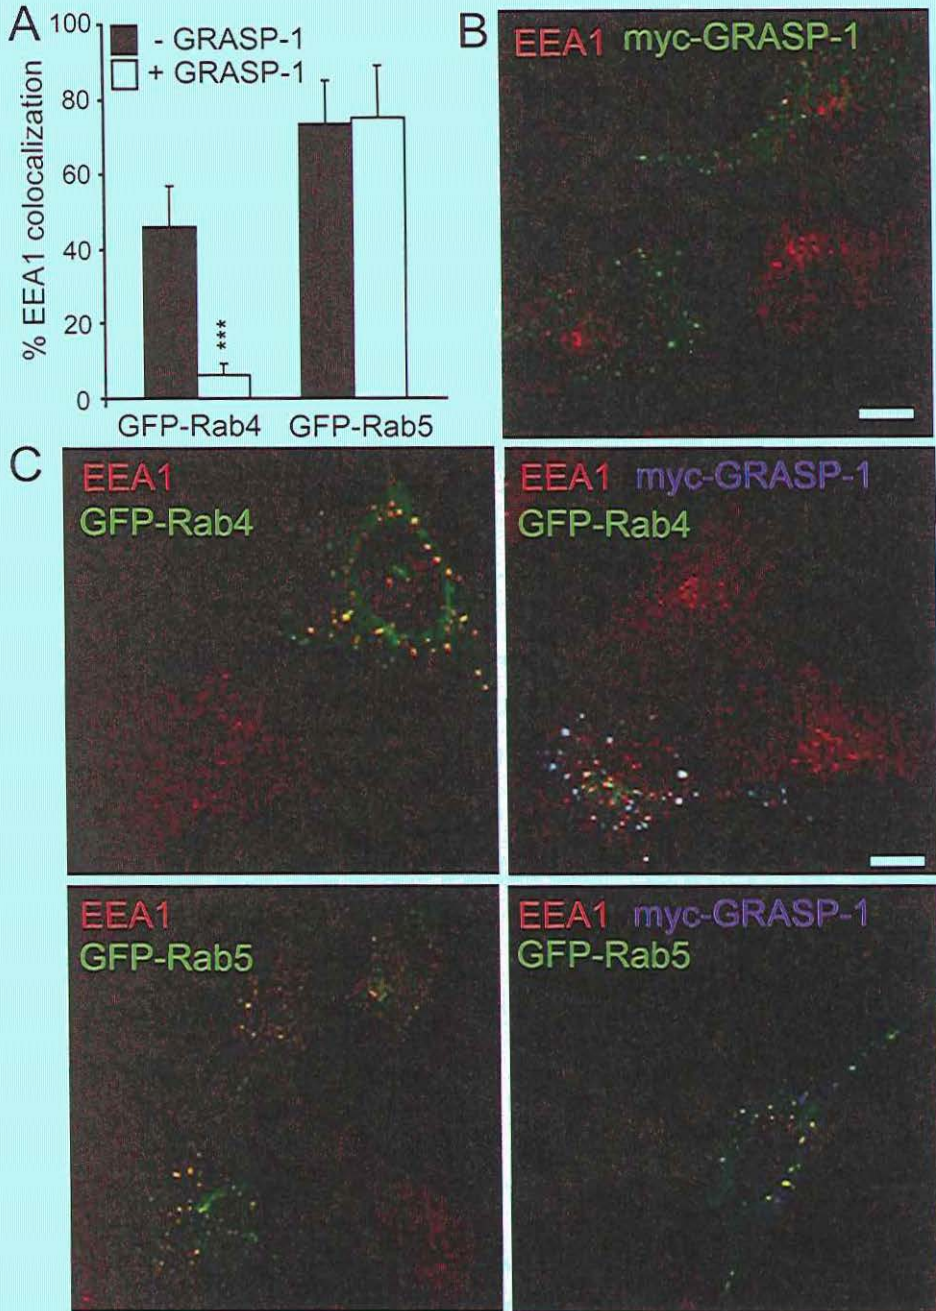 A
100
80
60
40
20
0
% EEA1 colocalization
- GRASP-1
+ GRASP-1
***
GFP-Rab4 GFP-Rab5
B
EEA1 myc-GRASP-1
C
EEA1
GFP-Rab4
EEA1 myc-GRASP-1
GFP-Rab4
EEA1
GFP-Rab5
EEA1 myc-GRASP-1
GFP-Rab5